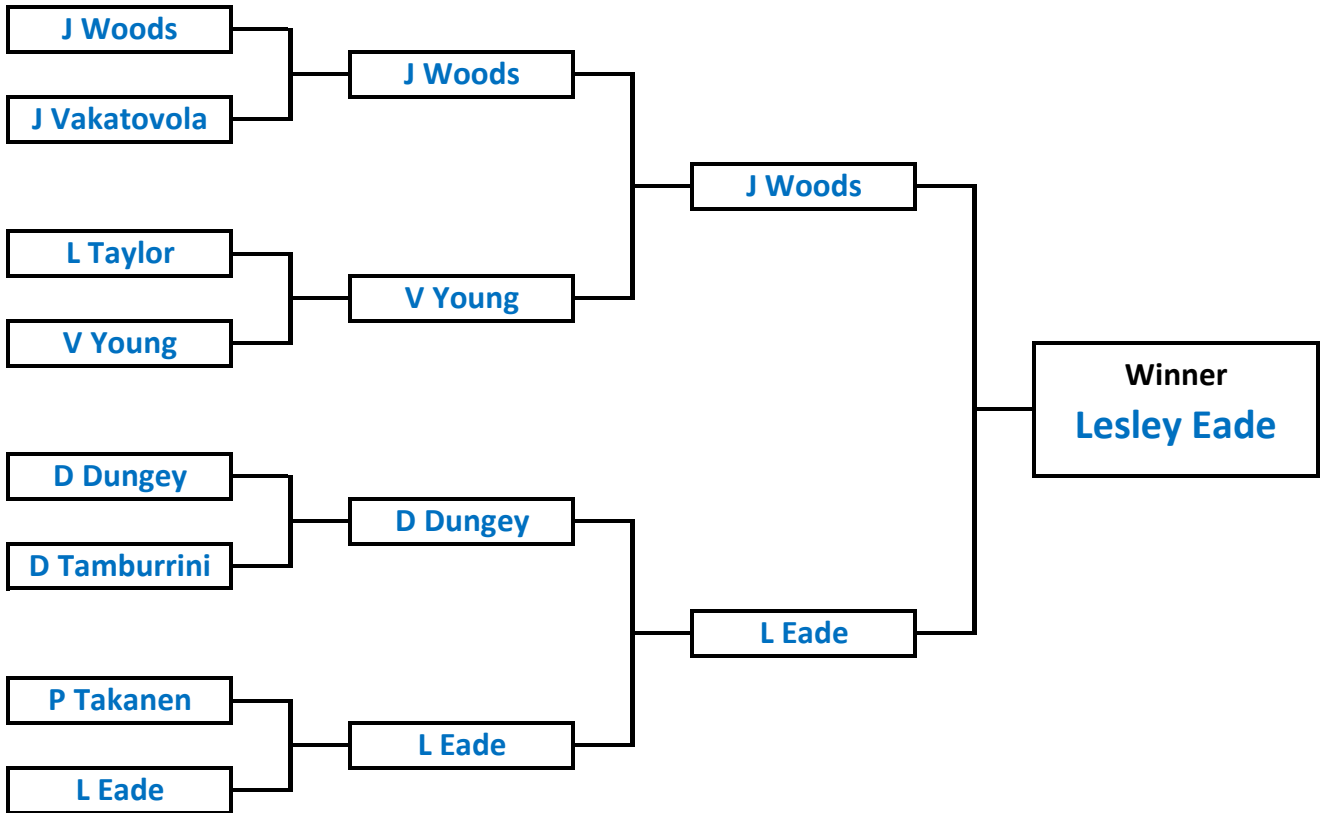 J Woods
J Vakatovola
L Taylor
V Young
D Dungey
D Tamburrini
P Takanen
L Eade
J Woods
V Young
D Dungey
L Eade
J Woods
L Eade
Winner
Lesley Eade